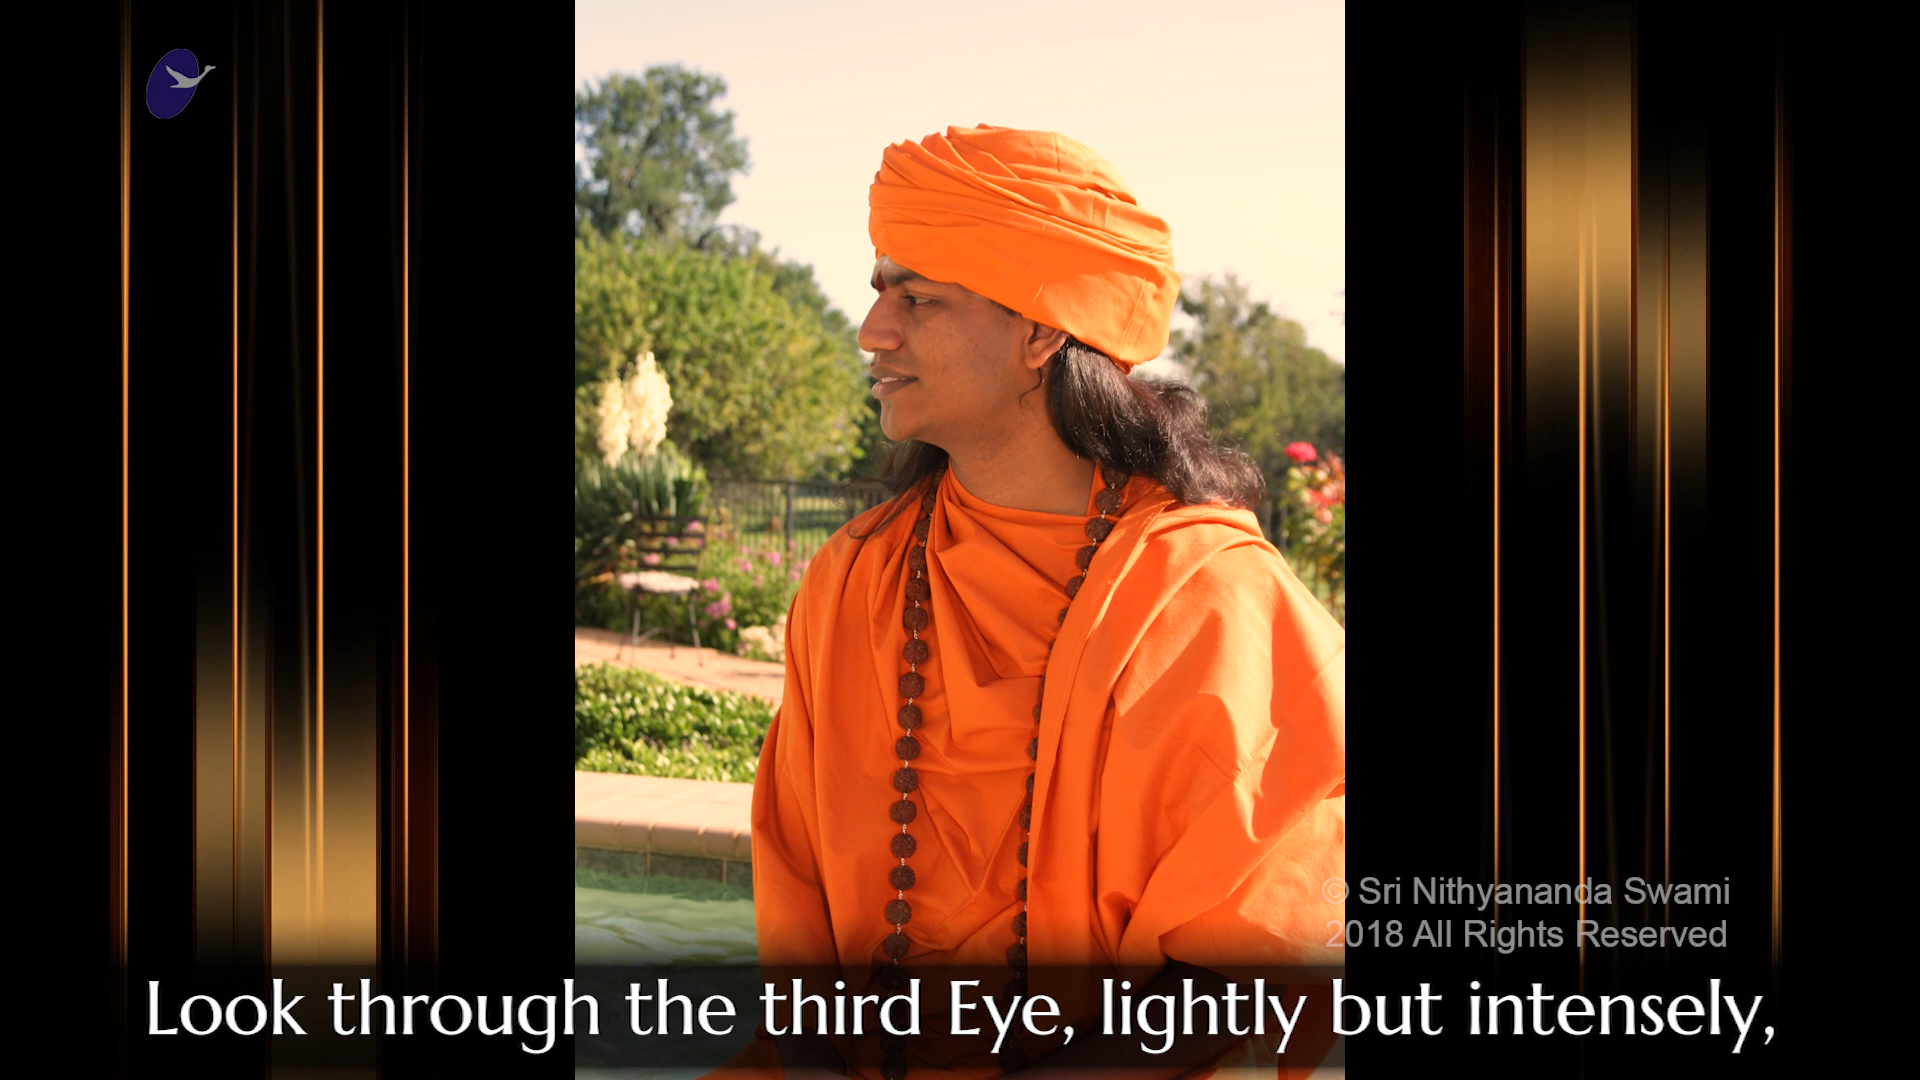 © Sri Nithyananda Swami
2018 All Rights Reserved
Look through the third Eye, lightly but intensely,